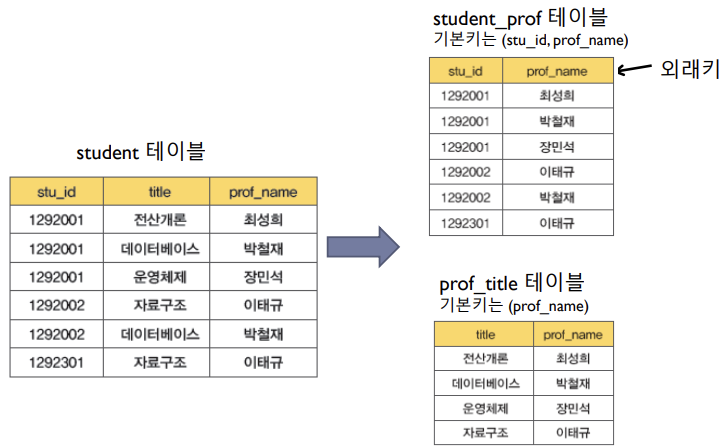 student 테이블
stu_id title prof_name
1292001 전산개론 최성희
1292001 데이터베이스 박철재
1292001 운영체제 장민석
1292002 자료구조 이태규
1292002 데이터베이스 박철재
1292301 자료구조 이태규
student_prof 테이블
기본키는 (stu_id, prof_name)
외래키
stu_id prof_name
1292001 최성희
1292001 박철재
1292001 장민석
1292002 이태규
1292002 박철재
1292301 이태규
prof_title 테이블
기본키는 (prof_name)
title prof_name
전산개론 최성희
데이터베이스 박철재
운영체제 장민석
자료구조 이태규